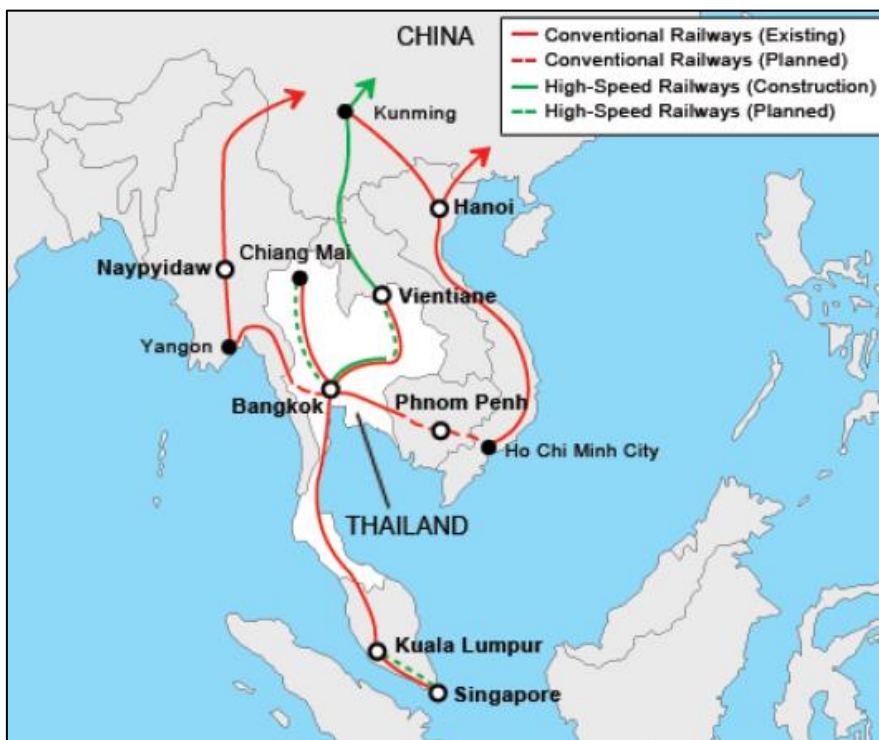 CHINA
Conventional Railways (Existing)
Conventional Railways (Planned)
High-Speed Railways (Construction)
High-Speed Railways (Planned)
Kunming
Hanoi
Chiang Mai
Naypyidaw
Vientiane
Yangon
Bangkok
Phnom Penh
Ho Chi Minh City
THAILAND
Kuala Lumpur
Singapore